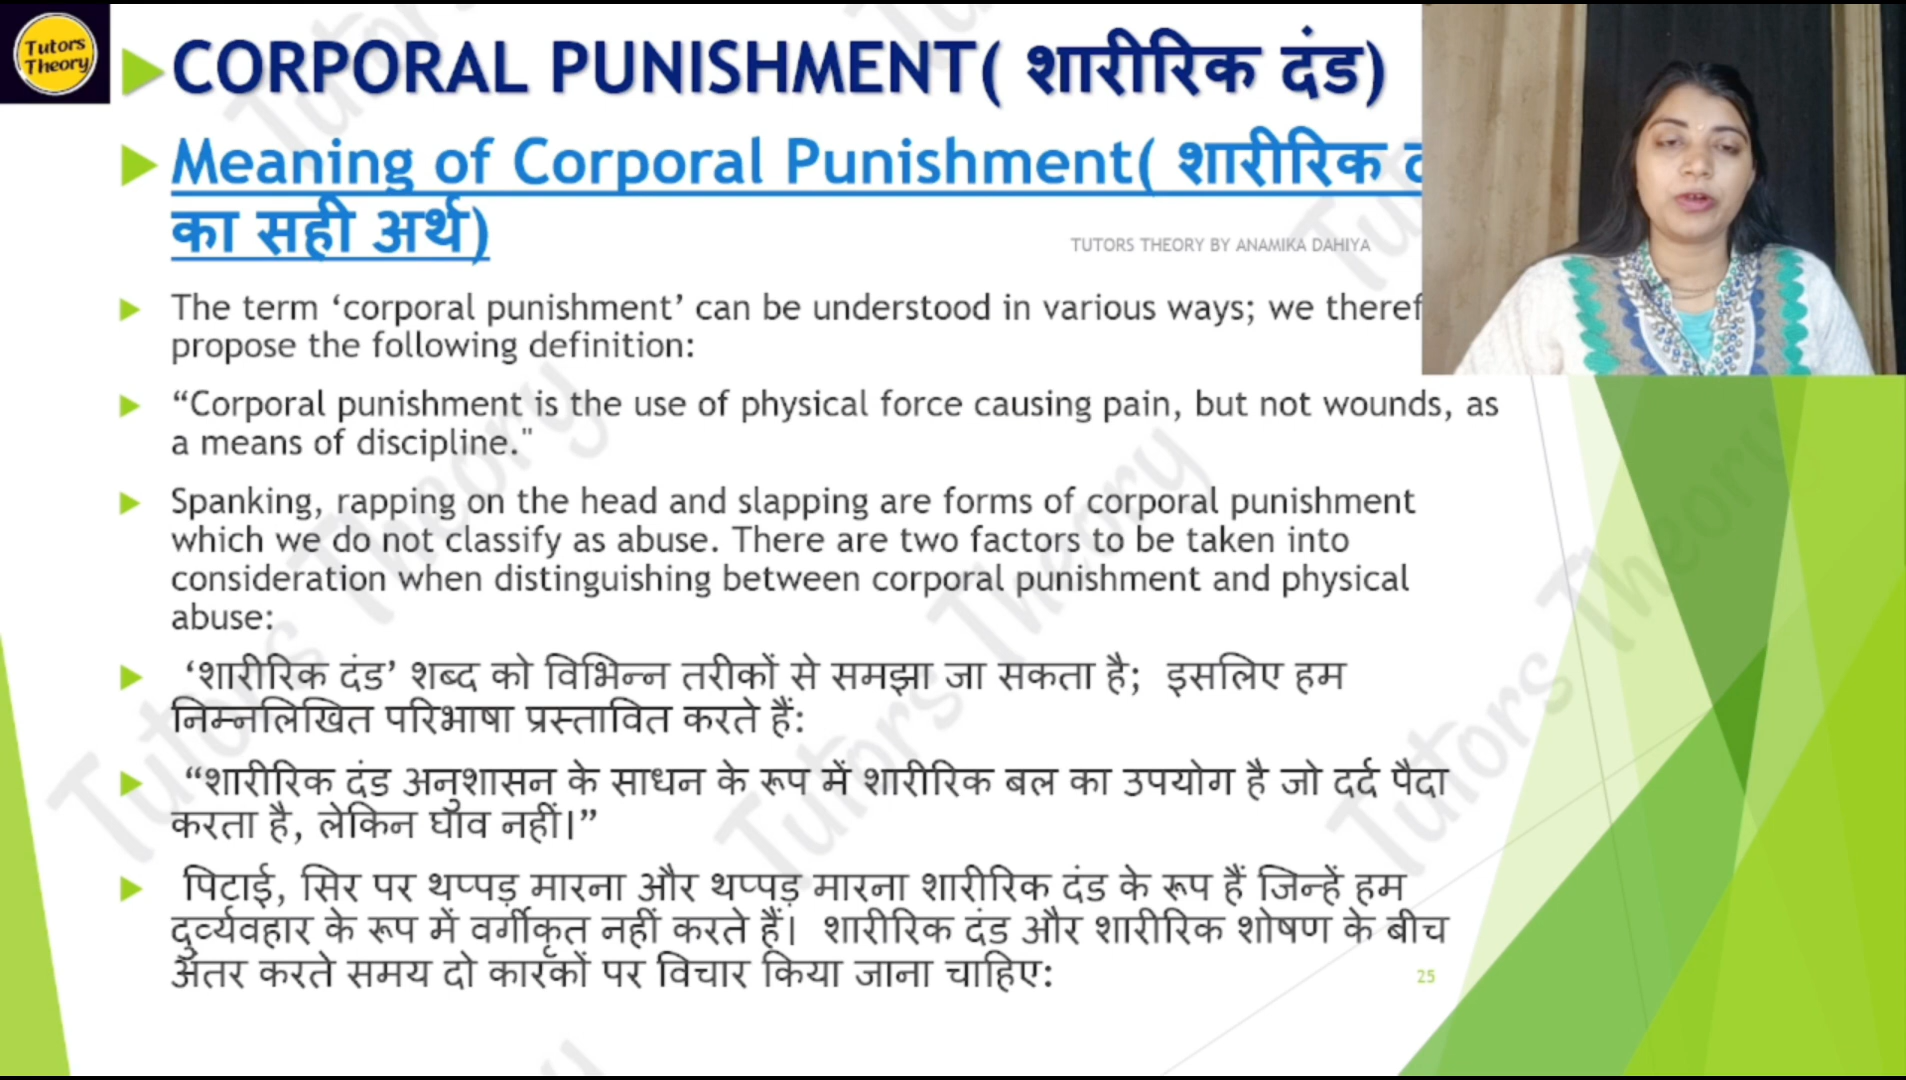 Tutors
Theory
CORPORAL PUNISHMENT( शारीरिक दंड)
Meaning of Corporal Punishment( शारीरिक
का सही अर्थ)
TUTORS THEORY BY ANAMIKA DAHIYA
The term ‘corporal punishment’ can be understood in various ways; we theref
propose the following definition:
“Corporal punishment is the use of physical force causing pain, but not wounds, as
a means of discipline."
Spanking, rapping on the head and slapping are forms of corporal punishment
which we do not classify as abuse. There are two factors to be taken into
consideration when distinguishing between corporal punishment and physical
abuse:
‘शारीरिक दंड’ शब्द को विभिन्न तरीकों से समझा जा सकता है; इसलिए हम
निम्नलिखित परिभाषा प्रस्तावित करते हैं:
“शारीरिक दंड अनुशासन के साधन के रूप में शारीरिक बल का उपयोग है जो दर्द पैदा
करता है, लेकिन घाव नहीं।”
पिटाई, सिर पर थप्पड़ मारना और थप्पड़ मारना शारीरिक दंड के रूप हैं जिन्हें हम
दुर्व्यवहार के रूप में वर्गीकृत नहीं करते हैं। शारीरिक दंड और शारीरिक शोषण के बीच
अंतर करते समय दो कारकों पर विचार किया जाना चाहिए:
25